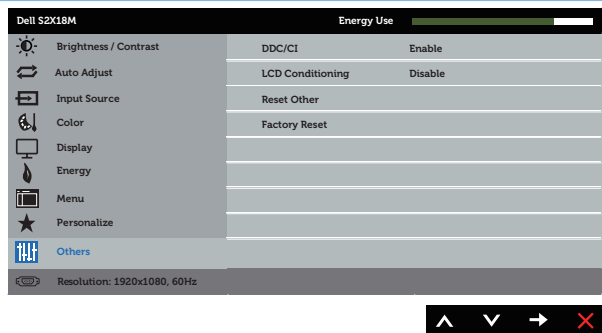 Dell S2X18M Energy Use
Brightness / Contrast DDC/CI Enable
Auto Adjust LCD Conditioning Disable
Input Source Reset Other
Color Factory Reset
Display
Energy
Menu
Personalize
Others
Resolution: 1920x1080, 60Hz